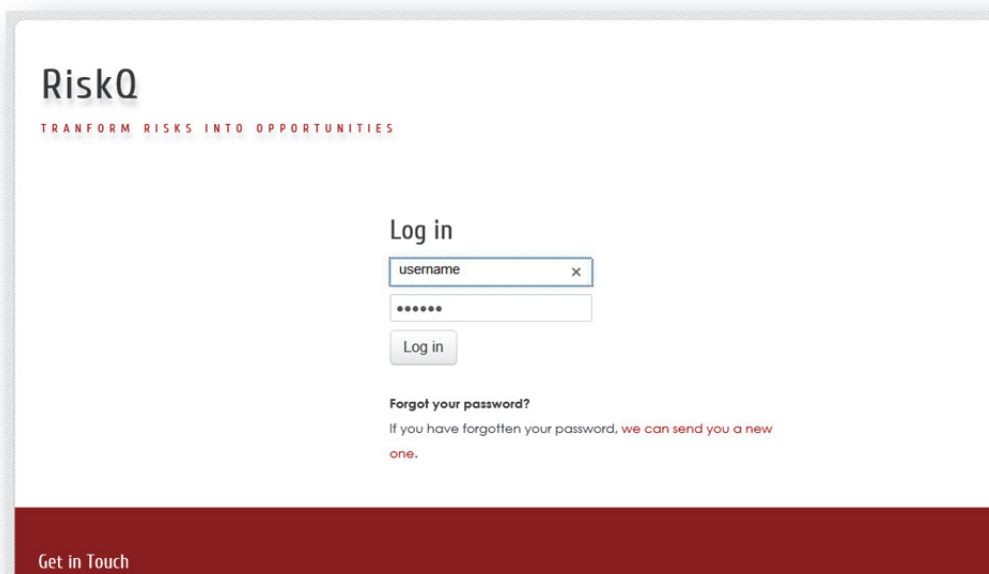 RiskQ
TRANFORM RISKS INTO OPPORTUNITIES
Log in
username
Log in
Forgot your password?
If you have forgotten your password, we can send you a new
one.
Get in Touch